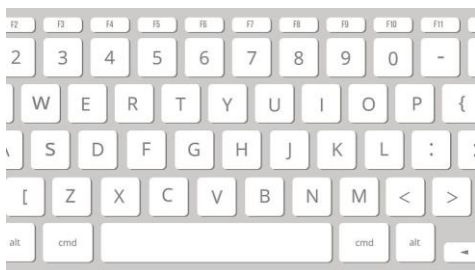 F2 F3 F4 F5 F6 F7 F8 F9 F10 F11
2 3 4 5 6 7 8 9 0 -
W E R T Y U I O P {
S D F G H J K L :
[ Z X C V B N M < >
alt cmd cmd alt